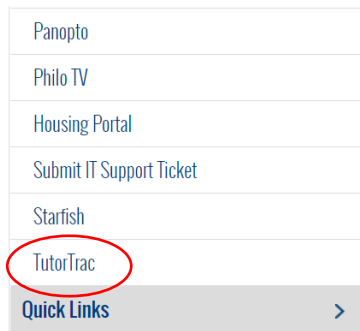 Panopto
Philo TV
Housing Portal
Submit IT Support Ticket
Starfish
TutorTrac
Quick Links